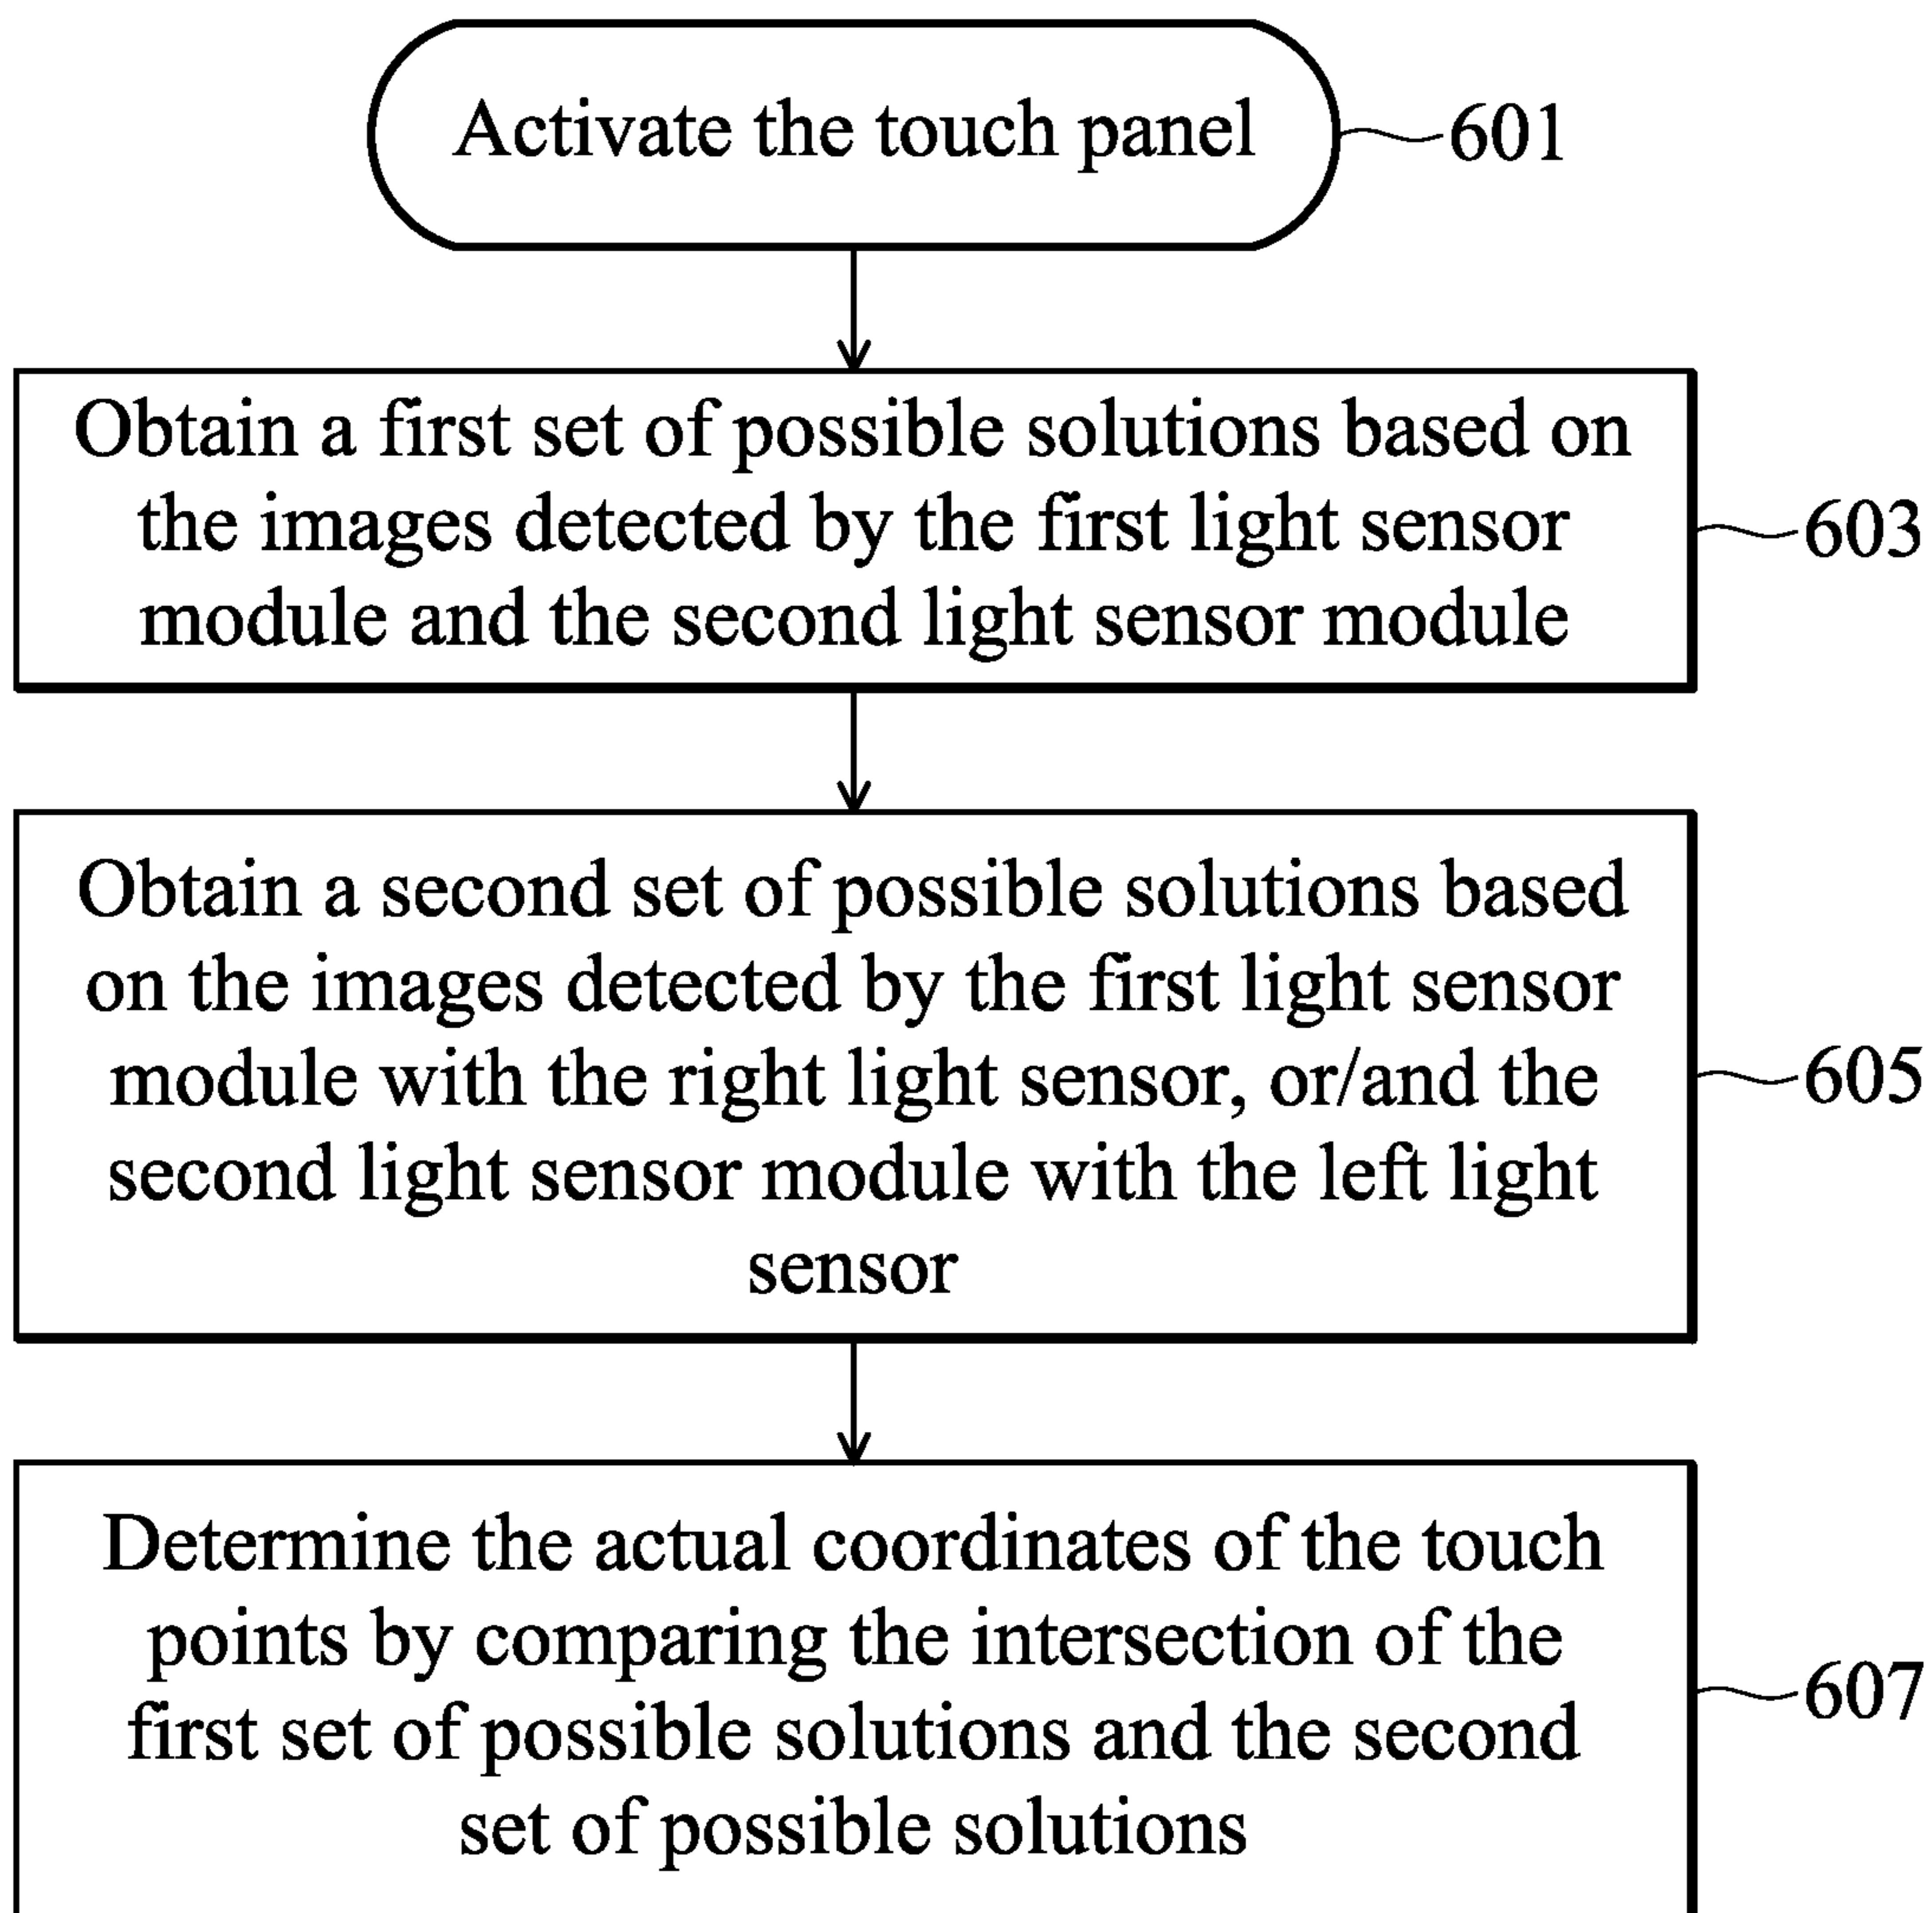 Activate the touch panel
601
Obtain a first set of possible solutions based on
the images detected by the first light sensor
module and the second light sensor module
603
Obtain a second set of possible solutions based
on the images detected by the first light sensor
module with the right light sensor, or/and the
second light sensor module with the left light
sensor
605
Determine the actual coordinates of the touch
points by comparing the intersection of the
first set of possible solutions and the second
set of possible solutions
607